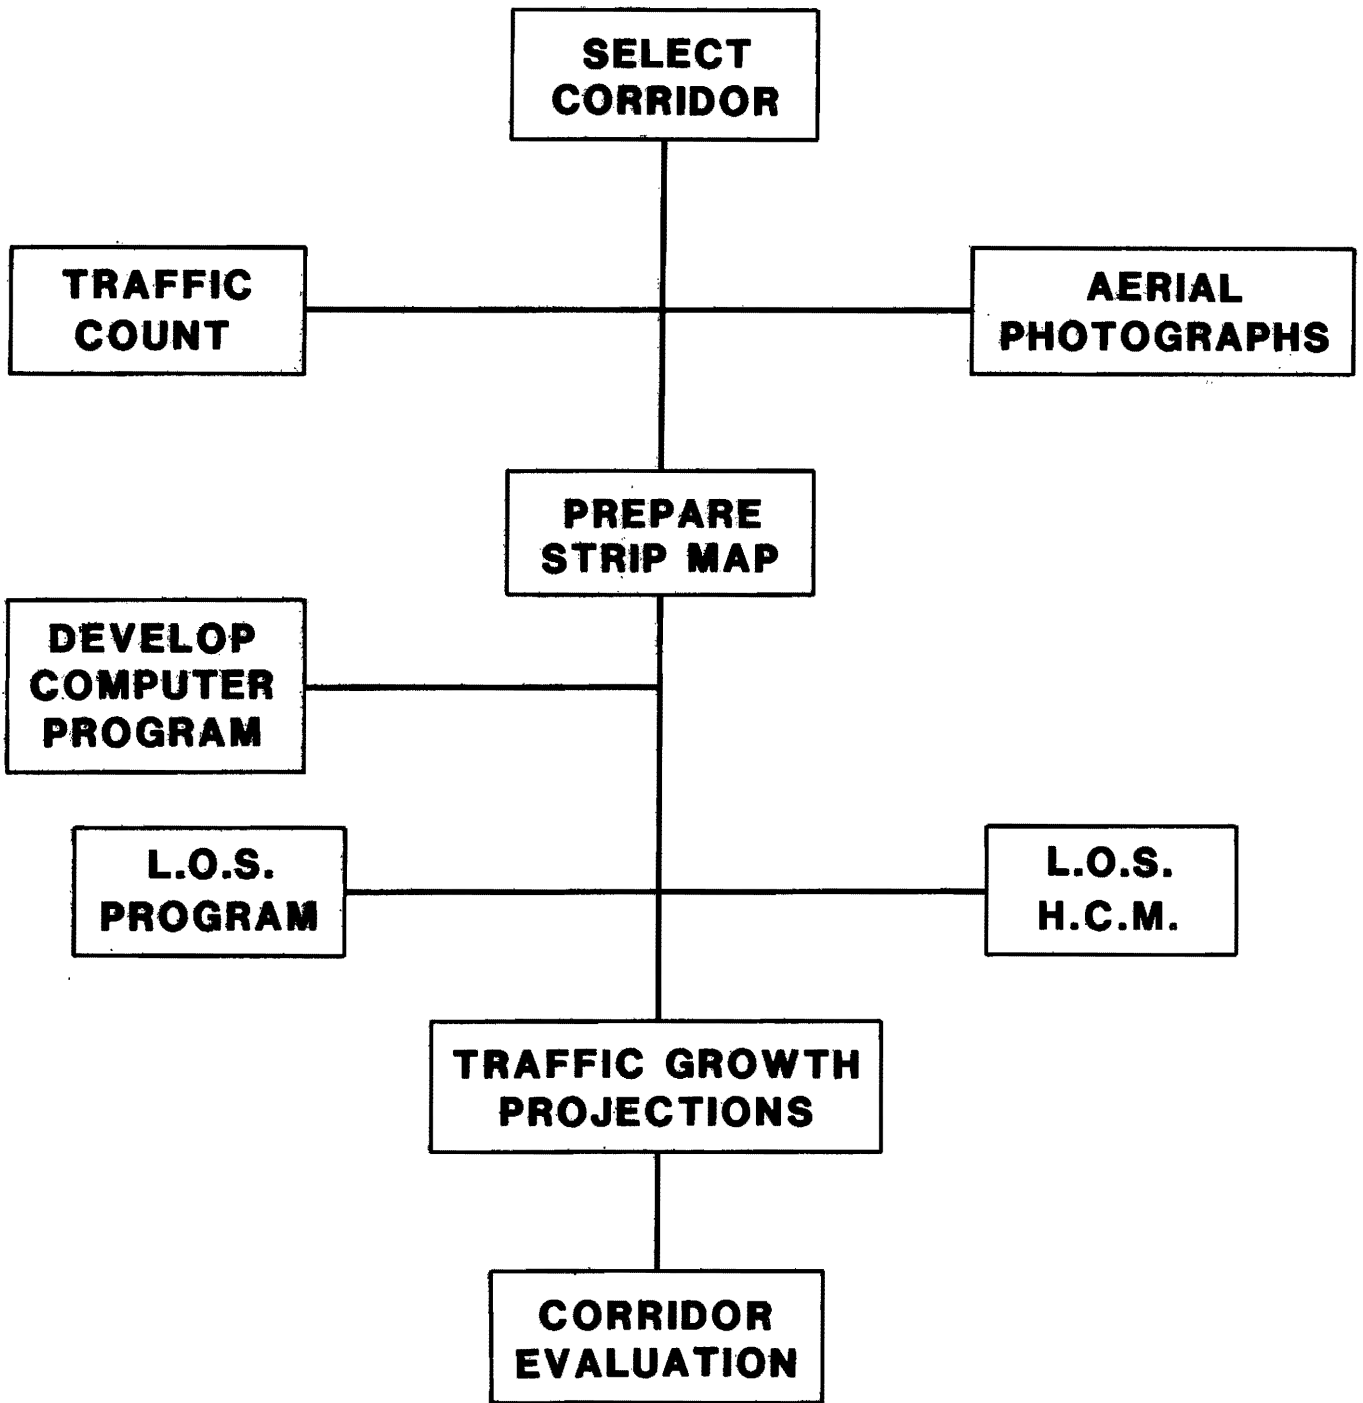 SELECT
CORRIDOR
TRAFFIC
COUNT
AERIAL
PHOTOGRAPHS
PREPARE
STRIP MAP
DEVELOP
COMPUTER
PROGRAM
L.O.S.
PROGRAM
L.O.S.
H.C.M.
TRAFFIC GROWTH
PROJECTIONS
CORRIDOR
EVALUATION